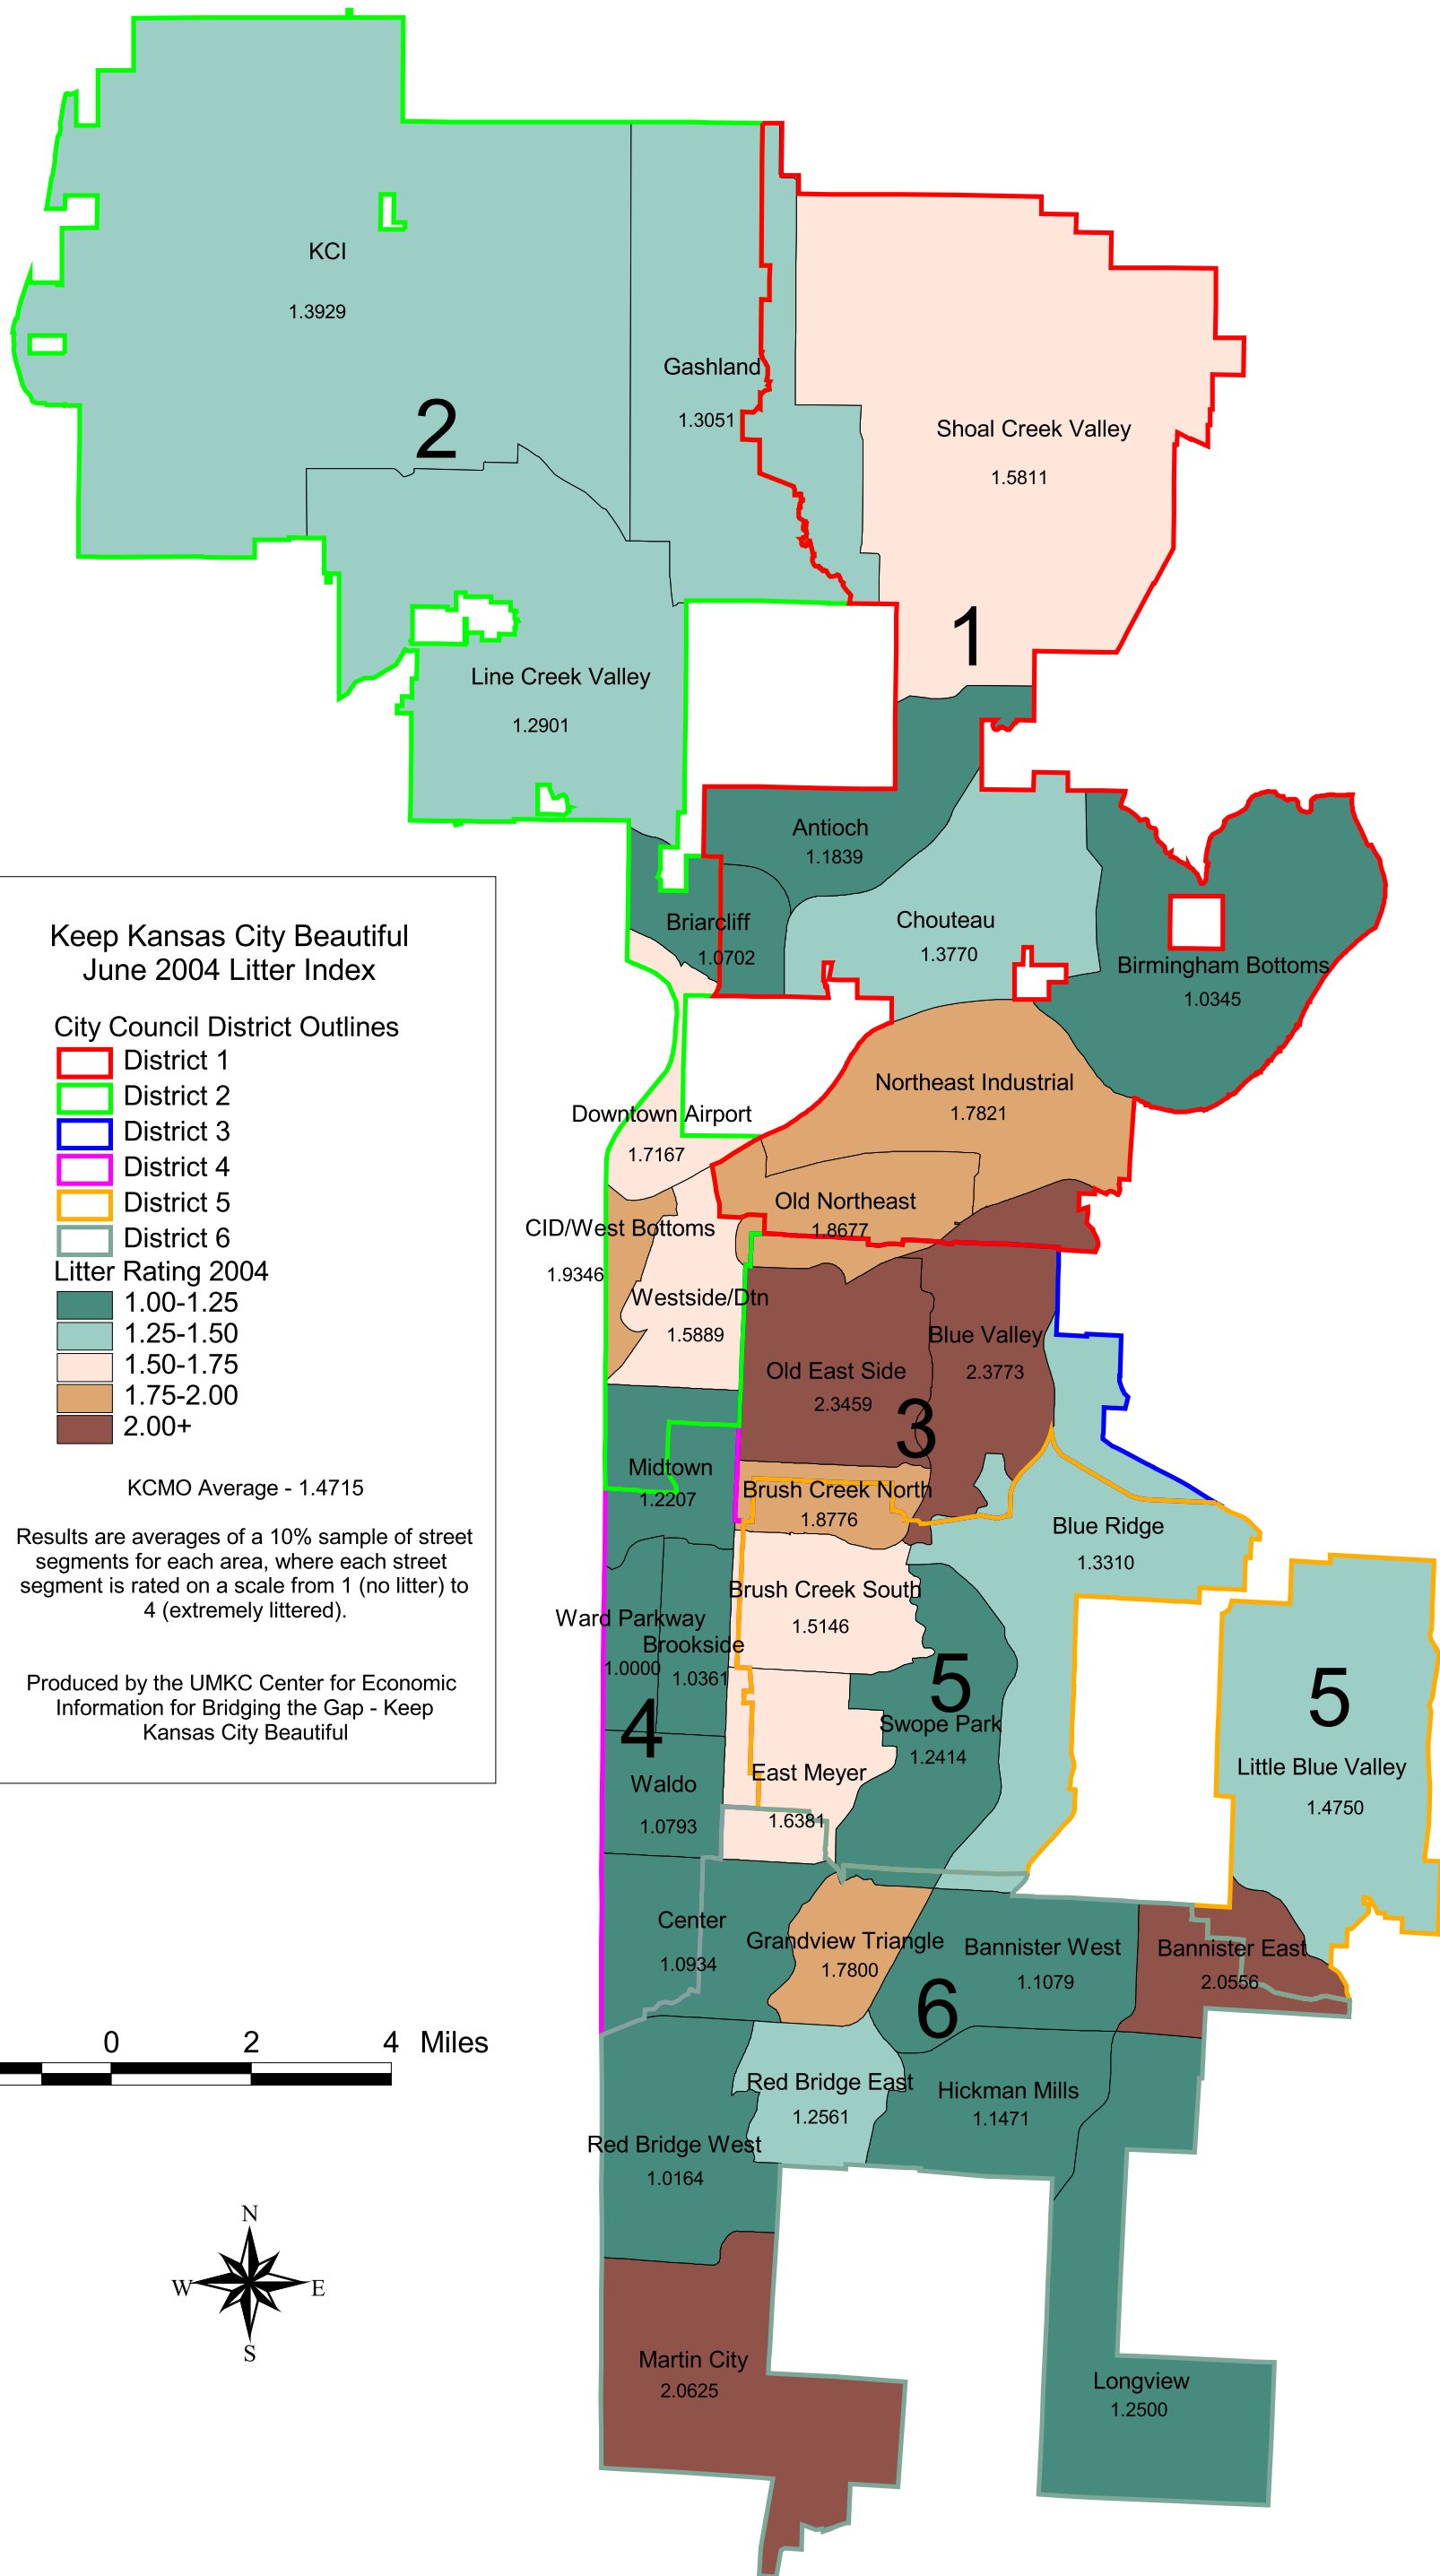 KCI
1.3929
2
Gashland
1.3051
Shoal Creek Valley
1.5811
1
Line Creek Valley
1.2901
Antioch
1.1839
Briarcliff
1.0702
Chouteau
1.3770
Birmingham Bottoms
1.0345
Keep Kansas City Beautiful
June 2004 Litter Index
City Council District Outlines
District 1
District 2
District 3
District 4
District 5
District 6
Litter Rating 2004
1.00-1.25
1.25-1.50
1.50-1.75
1.75-2.00
2.00+
KCMO Average - 1.4715
Results are averages of a 10% sample of street
segments for each area, where each street
segment is rated on a scale from 1 (no litter) to
4 (extremely littered).
Produced by the UMKC Center for Economic
Information for Bridging the Gap - Keep
Kansas City Beautiful
Northeast Industrial
1.7821
Downtown Airport
1.7167
Old Northeast
1.8677
CID/West Bottoms
1.9346
Westside/Dtn
1.5889
Blue Valley
2.3773
Old East Side
2.3459
3
Midtown
1.2207
Brush Creek North
1.8776
Blue Ridge
1.3310
Brush Creek South
1.5146
Ward Parkway
1.0000
Brookside
1.0361
4
5
Swope Park
1.2414
5
Little Blue Valley
1.4750
East Meyer
1.6381
Waldo
1.0793
Center
1.0934
Grandview Triangle
1.7800
Bannister West
1.1079
Bannister East
2.0556
6
0 2 4 Miles
Red Bridge East
1.2561
Hickman Mills
1.1471
Red Bridge West
1.0164
N
W E
S
Martin City
2.0625
Longview
1.2500